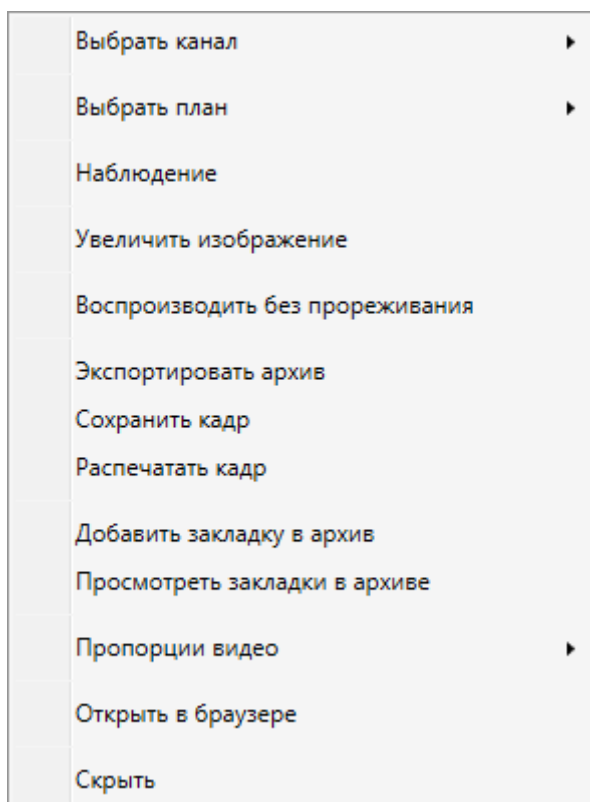 Выбрать канал
Выбрать план
Наблюдение
Увеличить изображение
Воспроизводить без прореживания
Экспортировать архив
Сохранить кадр
Распечатать кадр
Добавить закладку в архив
Просмотреть закладки в архиве
Пропорции видео
Открыть в браузере
Скрыть